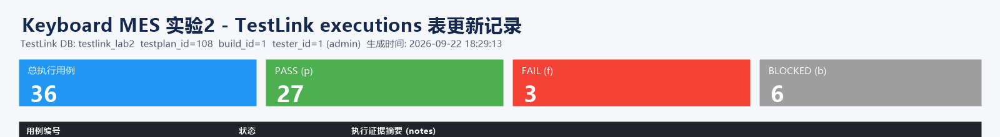 Keyboard MES 实验2 - TestLink executions 表更新记录
TestLink DB: testlink_lab2 testplan_id=108 build_id=1 tester_id=1 (admin) 生成时间: 2026-09-22 18:29:13
总执行用例 PASS (p) FAIL (f) BLOCKED (b)
36 27 3 6
用例编号 状态 执行证据摘要 (notes)